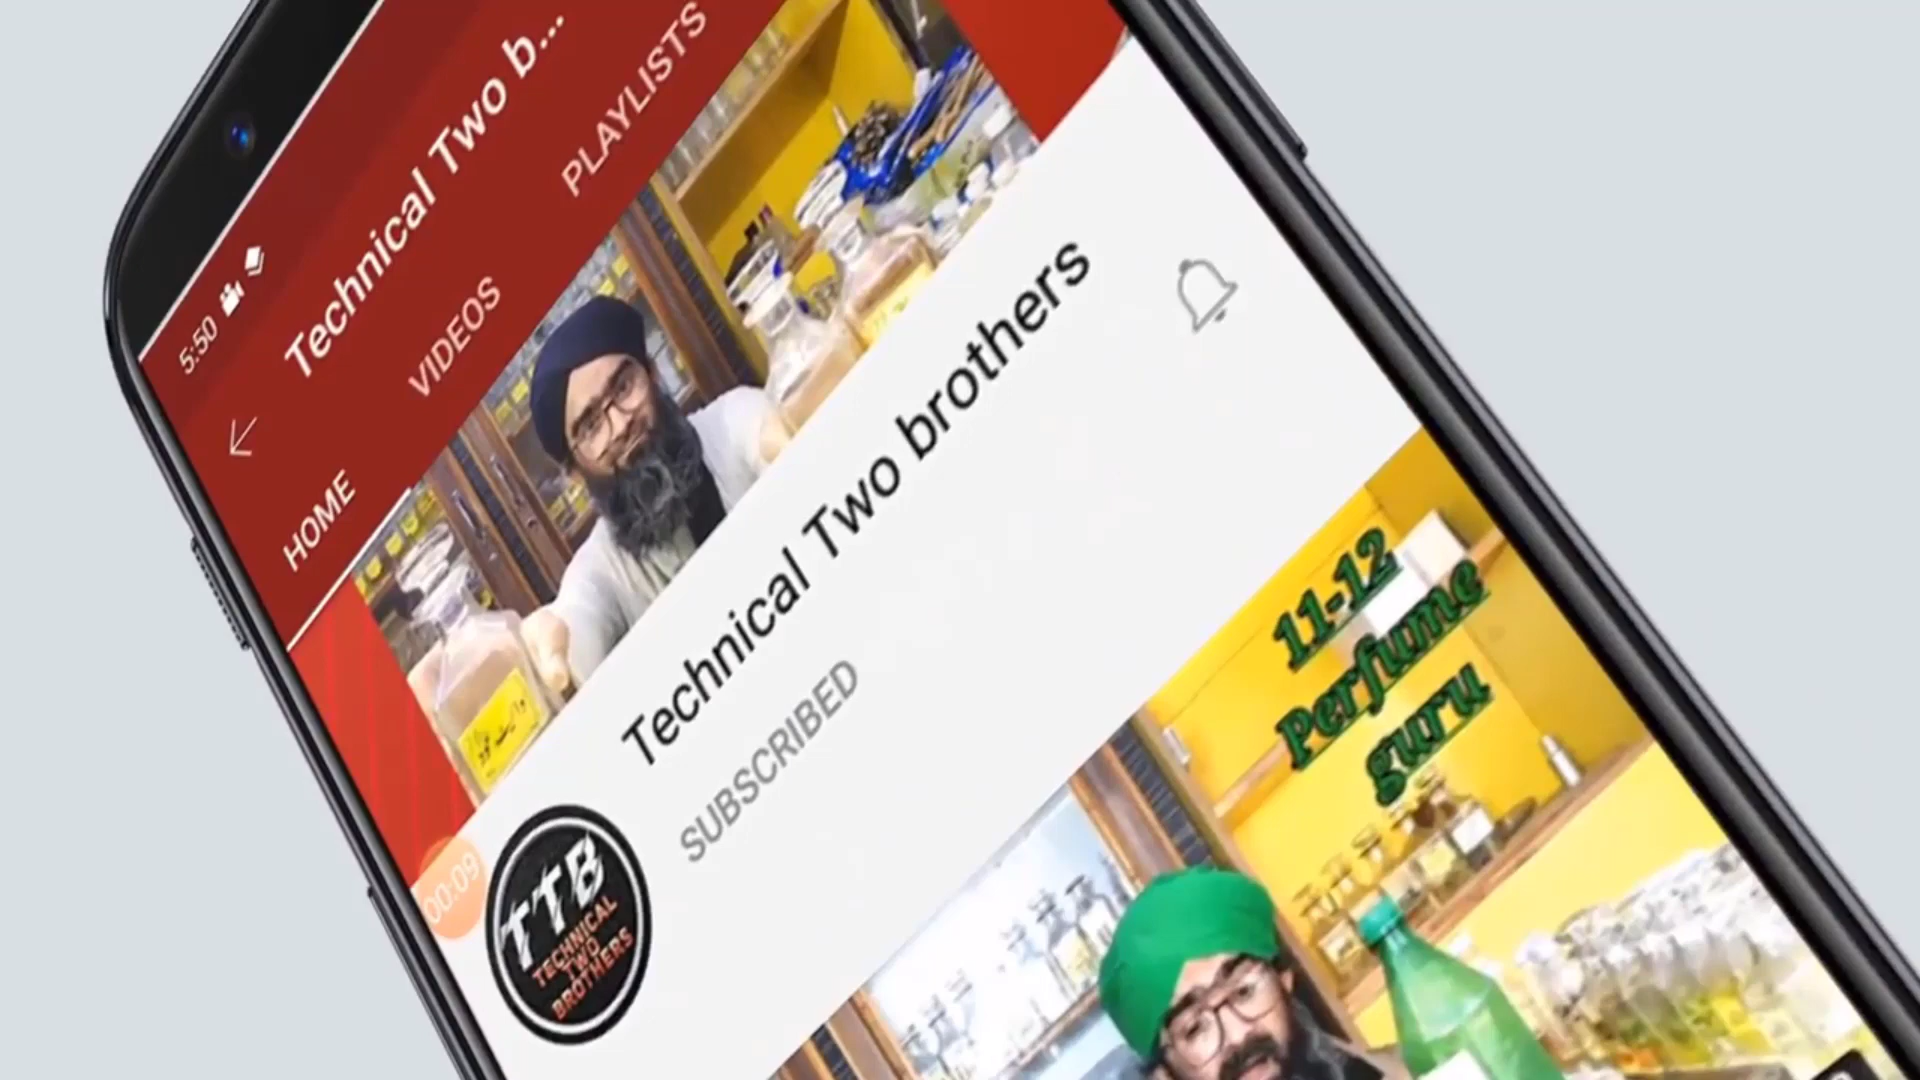 5:50
Technical Two b...
HOME
VIDEOS
PLAYLISTS
Technical Two brothers
SUBSCRIBED
00:09
TTB
TECHNICAL
TWO
BROTHERS
11-12
Perfume
guru